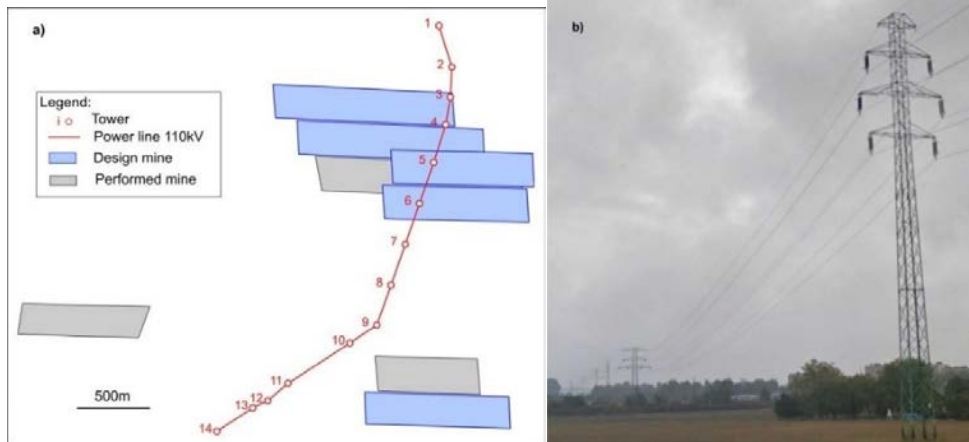 a)
1
2
3
4
5
6
7
8
9
10
11
12
13
14
Legend:
i Tower
Power line 110kV
Design mine
Performed mine
500m
b)